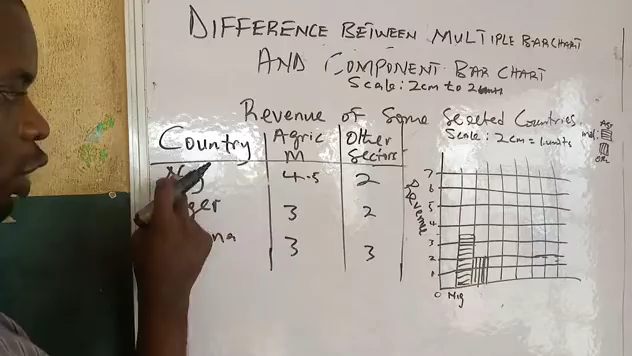 DIFFERENCE BETWEEN MULTIPLE BAR CHART
AND COMPONENT BAR CHART
Scale: 2cm to 2units
Revenue of Some Selected Countries
Country Agric M Other Sectors
4.5 2
3 2
3 3
Scale: 2cm = 1units
Revenue
7
6
5
4
3
2
1
0 Nig